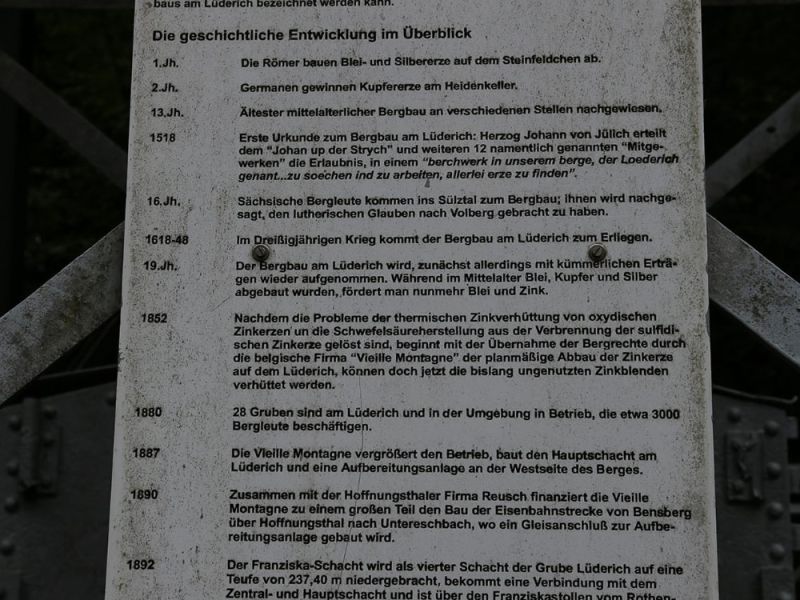 baus am Lüderich bezeichnet werden kann.
Die geschichtliche Entwicklung im Überblick
1.Jh. Die Römer bauen Blei- und Silbererze auf dem Steinfeldchen ab.
2.Jh. Germanen gewinnen Kupfererze am Heidenkeller.
13.Jh. Ältester mittelalterlicher Bergbau an verschiedenen Stellen nachgewiesen.
1518 Erste Urkunde zum Bergbau am Lüderich: Herzog Johann von Jülich erteilt
dem "Johan up der Strych" und weiteren 12 namentlich genannten "Mitge-
werken" die Erlaubnis, in einem "berchwerk in unserem berge, der Loederich
genant...zu soechen ind zu arbeiten, allerlei erze zu finden".
16.Jh. Sächsische Bergleute kommen ins Sülztal zum Bergbau; ihnen wird nachge-
sagt, den lutherischen Glauben nach Volberg gebracht zu haben.
1618-48 Im Dreißigjährigen Krieg kommt der Bergbau am Lüderich zum Erliegen.
19.Jh. Der Bergbau am Lüderich wird, zunächst allerdings mit kümmerlichen Erträ-
gen wieder aufgenommen. Während im Mittelalter Blei, Kupfer und Silber
abgebaut wurden, fördert man nunmehr Blei und Zink.
1852 Nachdem die Probleme der thermischen Zinkverhüttung von oxydischen
Zinkerzen un die Schwefelsäureherstellung aus der Verbrennung der sulfidi-
schen Zinkerze gelöst sind, beginnt mit der Übernahme der Bergrechte durch
die belgische Firma "Vieille Montagne" der planmäßige Abbau der Zinkerze
auf dem Lüderich, können doch jetzt die bislang ungenutzten Zinkblenden
verhüttet werden.
1880 28 Gruben sind am Lüderich und in der Umgebung in Betrieb, die etwa 3000
Bergleute beschäftigen.
1887 Die Vieille Montagne vergrößert den Betrieb, baut den Hauptschacht am
Lüderich und eine Aufbereitungsanlage an der Westseite des Berges.
1890 Zusammen mit der Hoffnungsthaler Firma Reusch finanziert die Vieille
Montagne zu einem großen Teil den Bau der Eisenbahnstrecke von Bensberg
über Hoffnungsthal nach Untereschbach, wo ein Gleisanschluß zur Aufbe-
reitungsanlage gebaut wird.
1892 Der Franziska-Schacht wird als vierter Schacht der Grube Lüderich auf eine
Teufe von 237,40 m niedergebracht, bekommt eine Verbindung mit dem
Zentral- und Hauptschacht und ist über den Franziskastollen vom Rothen-